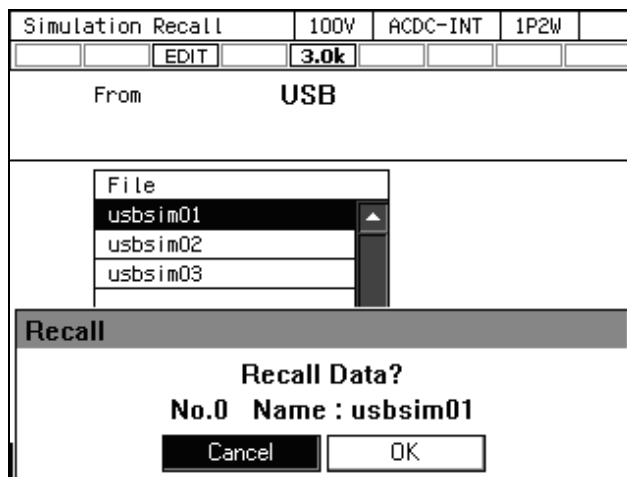 Simulation Recall 100V ACDC-INT 1P2W
EDIT 3.0k
From USB
File
usbsim01
usbsim02
usbsim03
Recall
Recall Data?
No.0 Name : usbsim01
Cancel OK